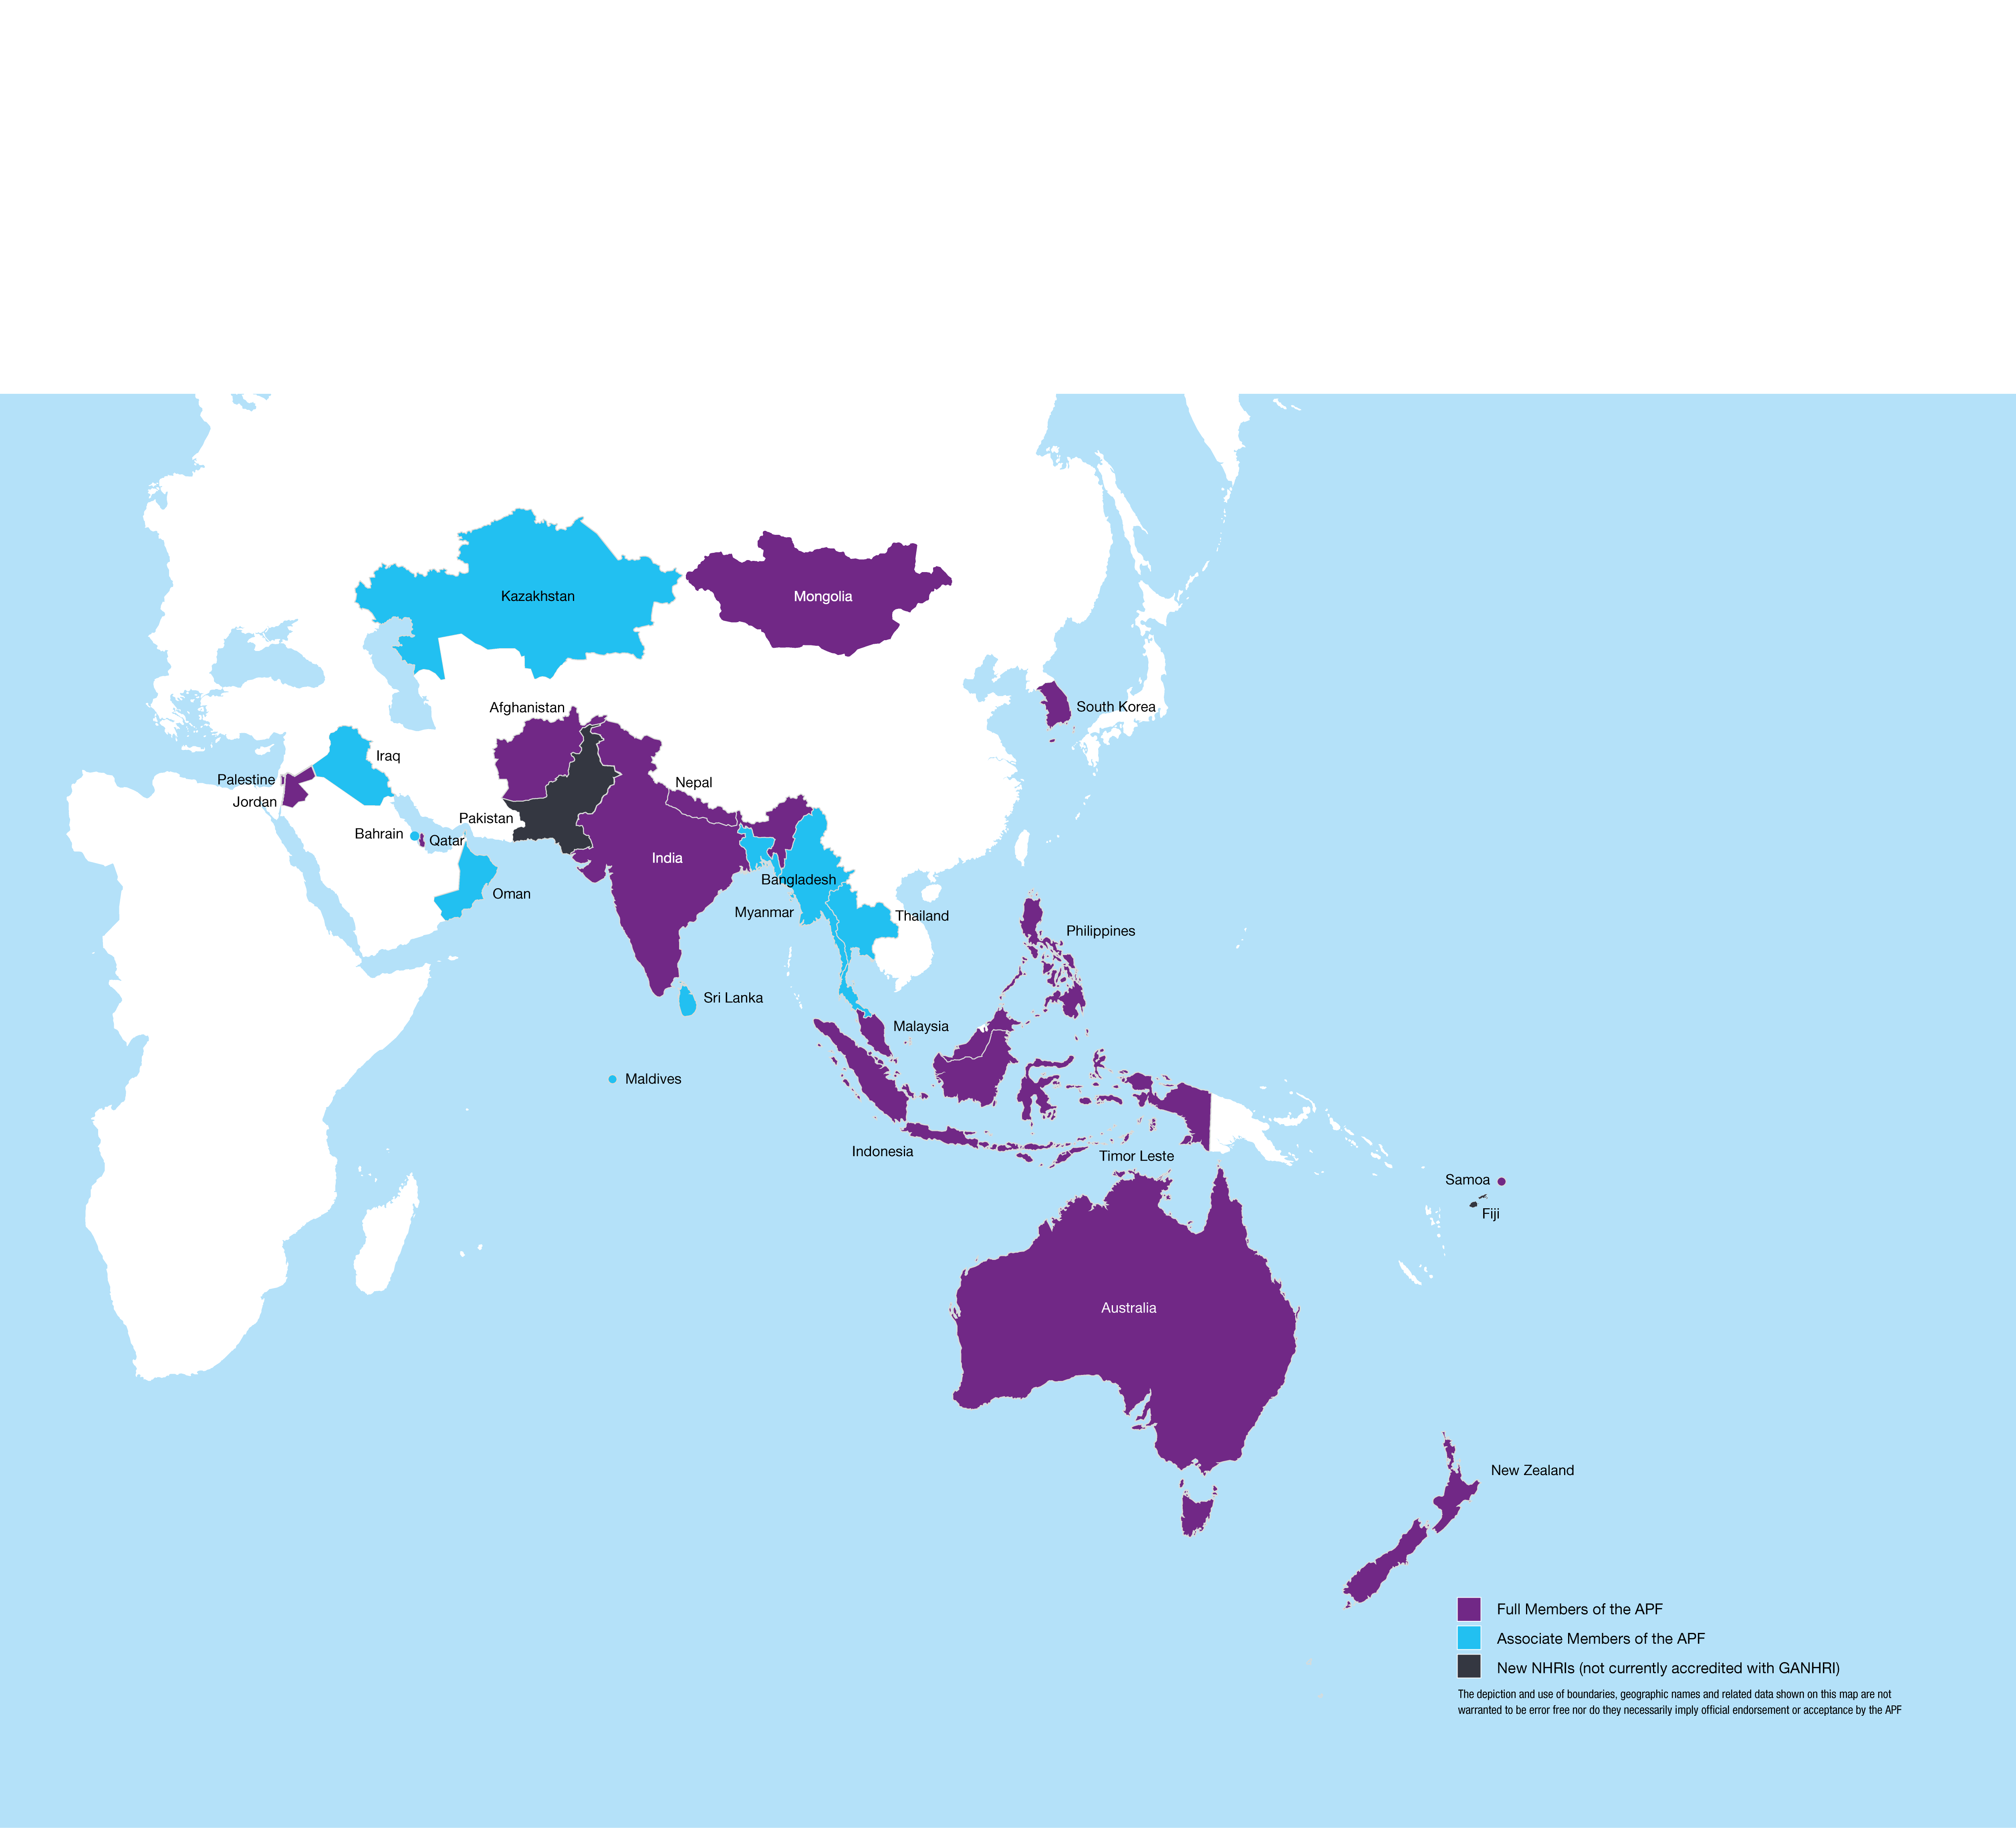 Kazakhstan
Mongolia
Afghanistan
South Korea
Iraq
Palestine
Nepal
Jordan
Pakistan
Bahrain
Qatar
India
Bangladesh
Oman
Myanmar
Thailand
Philippines
Sri Lanka
Malaysia
Maldives
Indonesia
Timor Leste
Samoa
Fiji
Australia
New Zealand
Full Members of the APF
Associate Members of the APF
New NHRIs (not currently accredited with GANHRI)
The depiction and use of boundaries, geographic names and related data shown on this map are not
warranted to be error free nor do they necessarily imply official endorsement or acceptance by the APF